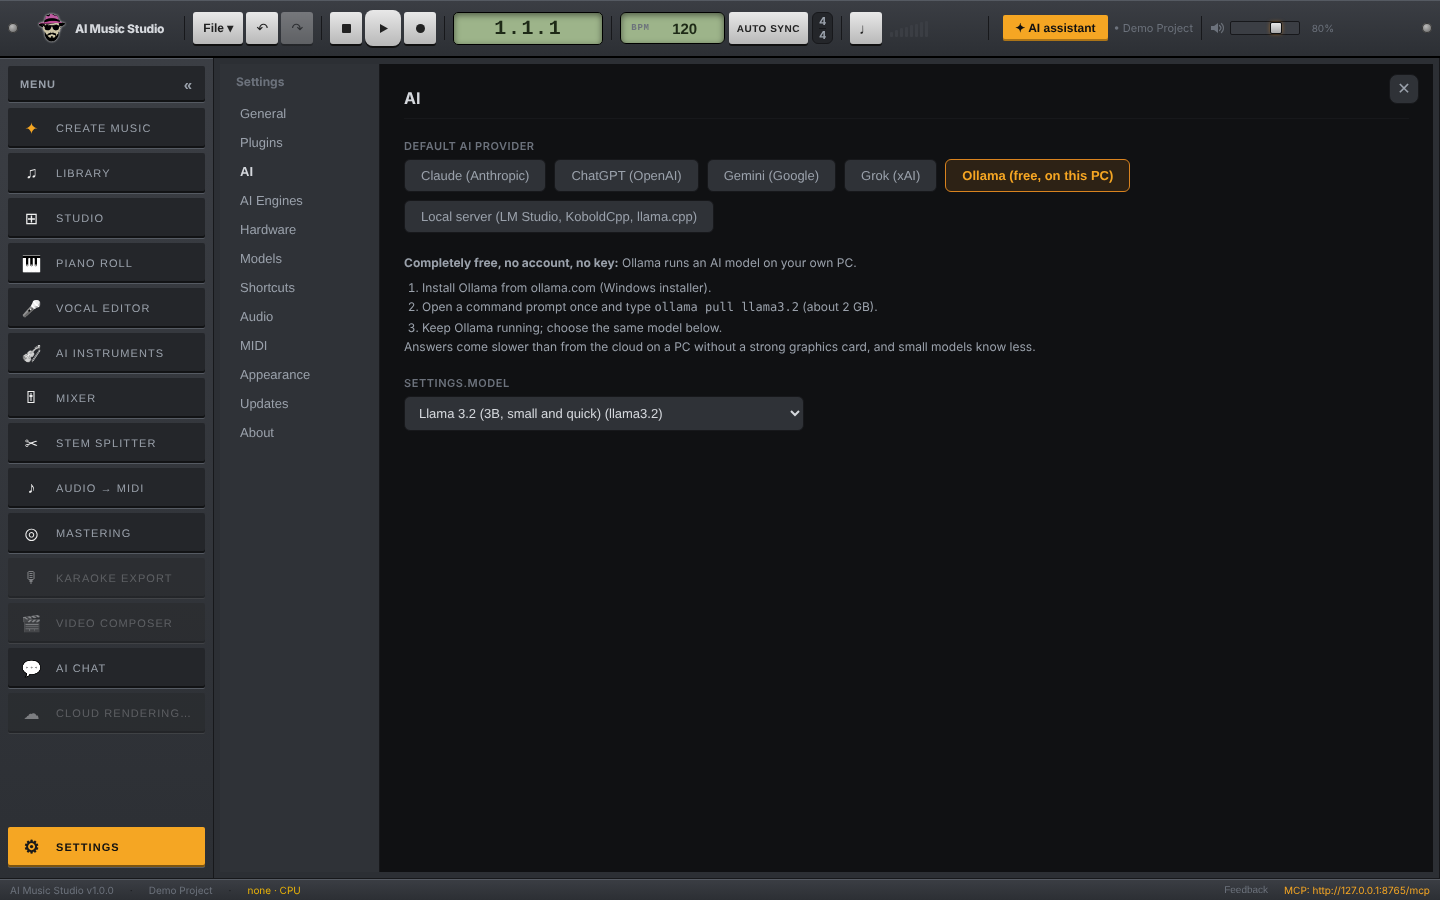 AI Music Studio
File ▾
1.1.1
BPM 120
AUTO SYNC
4
4
✦ AI assistant
• Demo Project
80%
MENU «
CREATE MUSIC
LIBRARY
STUDIO
PIANO ROLL
VOCAL EDITOR
AI INSTRUMENTS
MIXER
STEM SPLITTER
AUDIO → MIDI
MASTERING
KARAOKE EXPORT
VIDEO COMPOSER
AI CHAT
CLOUD RENDERING...
SETTINGS
Settings
General
Plugins
AI
AI Engines
Hardware
Models
Shortcuts
Audio
MIDI
Appearance
Updates
About
AI
DEFAULT AI PROVIDER
Claude (Anthropic)
ChatGPT (OpenAI)
Gemini (Google)
Grok (xAI)
Ollama (free, on this PC)
Local server (LM Studio, KoboldCpp, llama.cpp)
Completely free, no account, no key: Ollama runs an AI model on your own PC.
1. Install Ollama from ollama.com (Windows installer).
2. Open a command prompt once and type ollama pull llama3.2 (about 2 GB).
3. Keep Ollama running; choose the same model below.
Answers come slower than from the cloud on a PC without a strong graphics card, and small models know less.
SETTINGS.MODEL
Llama 3.2 (3B, small and quick) (llama3.2)
AI Music Studio v1.0.0 · Demo Project · none · CPU
Feedback
MCP: http://127.0.0.1:8765/mcp